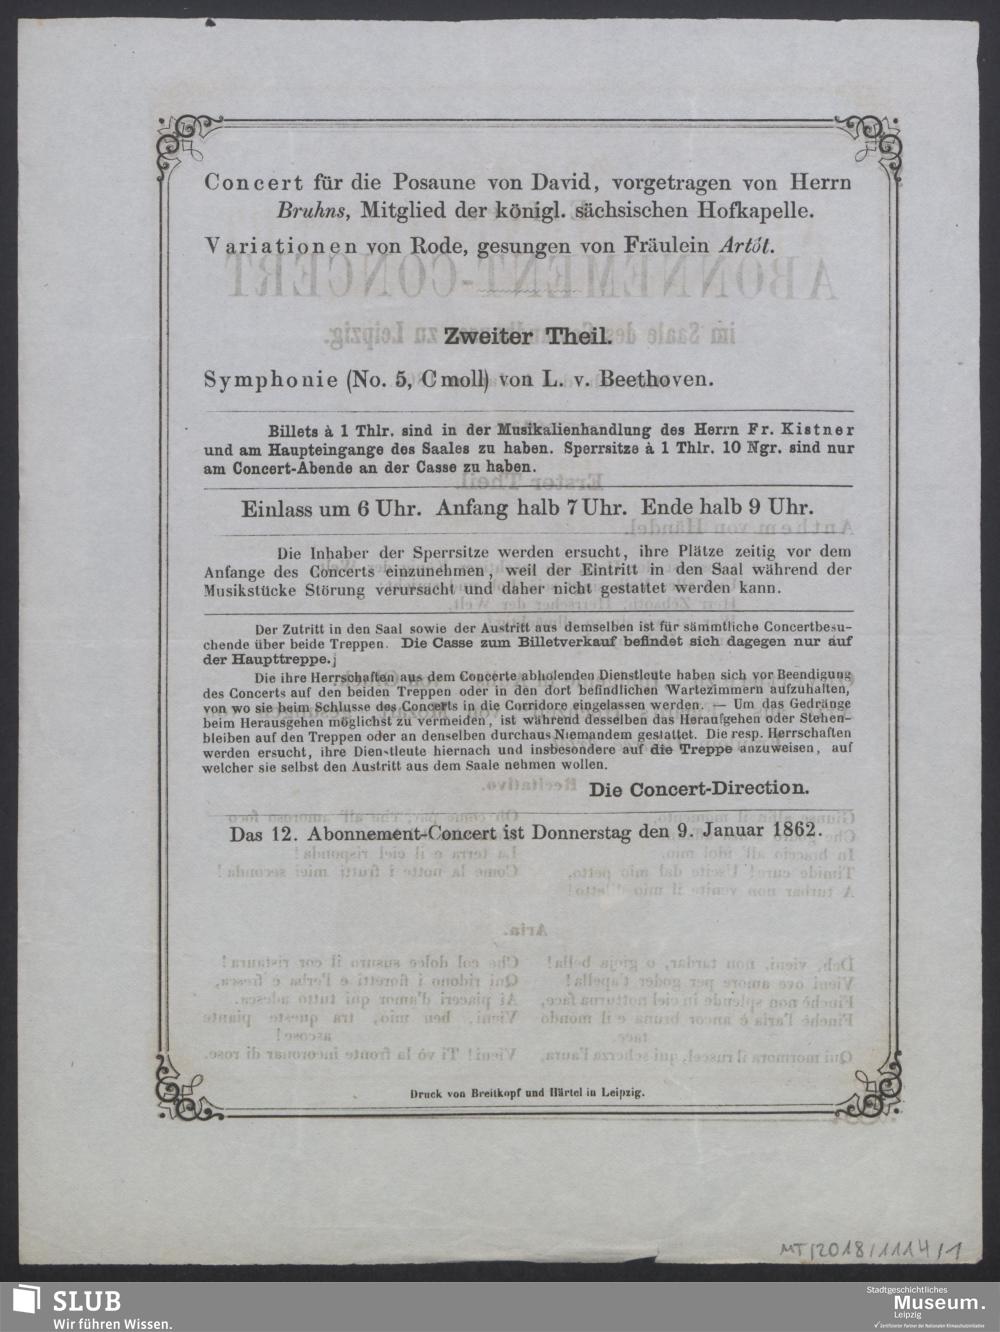 Concert für die Posaune von David, vorgetragen von Herrn
Bruhns, Mitglied der königl. sächsischen Hofkapelle.
Variationen von Rode, gesungen von Fräulein Artôt.
Zweiter Theil.
Symphonie (No. 5, Cmoll) von L. v. Beethoven.
Billets à 1 Thlr. sind in der Musikalienhandlung des Herrn Fr. Kistner
und am Haupteingange des Saales zu haben. Sperrsitze à 1 Thlr. 10 Ngr. sind nur
am Concert-Abende an der Casse zu haben.
Einlass um 6 Uhr. Anfang halb 7 Uhr. Ende halb 9 Uhr.
Die Inhaber der Sperrsitze werden ersucht, ihre Plätze zeitig vor dem
Anfange des Concerts einzunehmen, weil der Eintritt in den Saal während der
Musikstücke Störung verursacht und daher nicht gestattet werden kann.
Der Zutritt in den Saal sowie der Austritt aus demselben ist für sämmtliche Concertbesu-
chende über beide Treppen. Die Casse zum Billetverkauf befindet sich dagegen nur auf
der Haupttreppe.j
Die ihre Herrschaften aus dem Concerte abholenden Dienstleute haben sich vor Beendigung
des Concerts auf den beiden Treppen oder in den dort befindlichen Wartezimmern aufzuhalten,
von wo sie beim Schlusse des Concerts in die Corridore eingelassen werden. — Um das Gedränge
beim Herausgehen möglichst zu vermeiden, ist während desselben das Heraufgehen oder Stehen-
bleiben auf den Treppen oder an denselben durchaus Niemandem gestattet. Die resp. Herrschaften
werden ersucht, ihre Dienstleute hiernach und insbesondere auf die Treppe anzuweisen, auf
welcher sie selbst den Austritt aus dem Saale nehmen wollen.
Die Concert-Direction.
Das 12. Abonnement-Concert ist Donnerstag den 9. Januar 1862.
Druck von Breitkopf und Härtel in Leipzig.
MT/2018/1114/1
SLUB
Wir führen Wissen.
Stadtgeschichtliches
Museum.
Leipzig
Zertifizierter Partner der Nationalen Klimaschutzinitiative